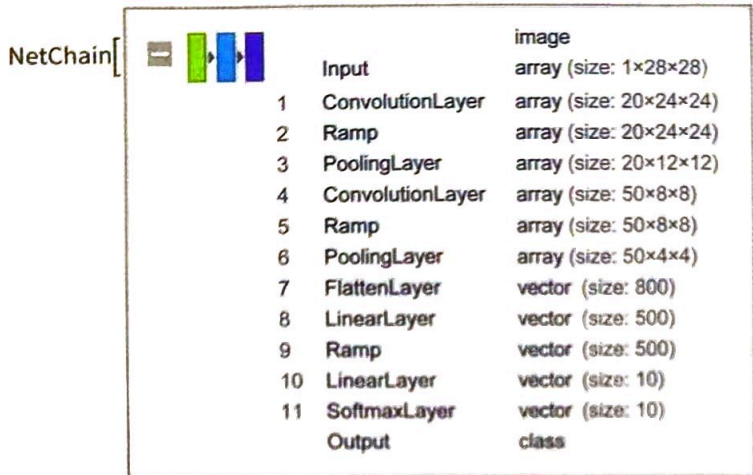 NetChain[
image
Input array (size: 1×28×28)
1 ConvolutionLayer array (size: 20×24×24)
2 Ramp array (size: 20×24×24)
3 PoolingLayer array (size: 20×12×12)
4 ConvolutionLayer array (size: 50×8×8)
5 Ramp array (size: 50×8×8)
6 PoolingLayer array (size: 50×4×4)
7 FlattenLayer vector (size: 800)
8 LinearLayer vector (size: 500)
9 Ramp vector (size: 500)
10 LinearLayer vector (size: 10)
11 SoftmaxLayer vector (size: 10)
Output class